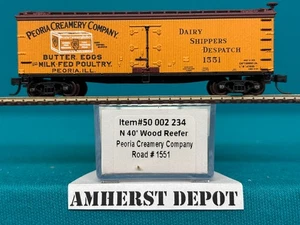 PEORIA CREAMERY COMPANY
BUTTER, EGGS
AND
MILK-FED POULTRY.
PEORIA, ILL.
DAIRY
SHIPPERS
DESPATCH
1551
Item#50 002 234
N 40' Wood Reefer
Peoria Creamery Company
Road # 1551
AMHERST DEPOT